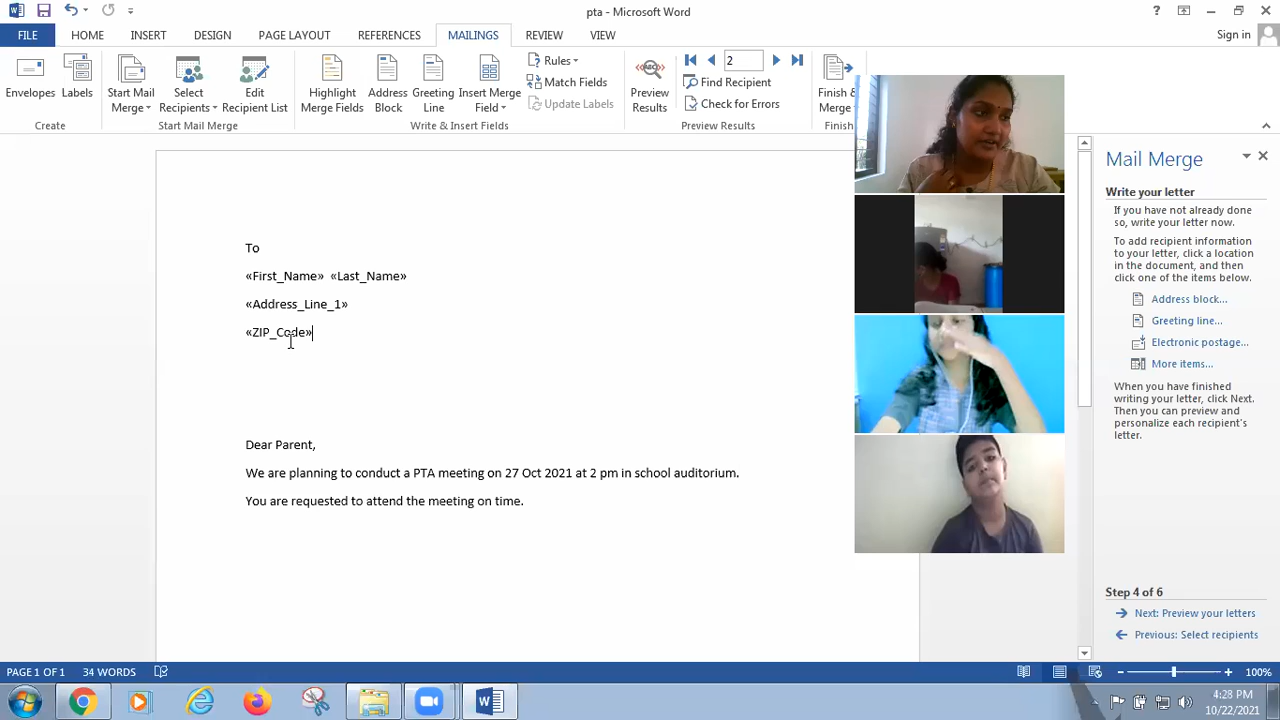 pta - Microsoft Word
?
FILE HOME INSERT DESIGN PAGE LAYOUT REFERENCES MAILINGS REVIEW VIEW Sign in
Envelopes
Labels
Create
Start Mail
Merge
Select
Recipients
Edit
Recipient List
Start Mail Merge
Highlight
Merge Fields
Address
Block
Greeting
Line
Insert Merge
Field
Rules
Match Fields
Update Labels
Write & Insert Fields
ABC
Preview
Results
2
Find Recipient
Check for Errors
Preview Results
Finish &
Merge
Finish
To
«First_Name» «Last_Name»
«Address_Line_1»
«ZIP_Code»
Dear Parent,
We are planning to conduct a PTA meeting on 27 Oct 2021 at 2 pm in school auditorium.
You are requested to attend the meeting on time.
Mail Merge
Write your letter
If you have not already done
so, write your letter now.
To add recipient information
to your letter, click a location
in the document, and then
click one of the items below.
Address block...
Greeting line...
Electronic postage...
More items...
When you have finished
writing your letter, click Next.
Then you can preview and
personalize each recipient's
letter.
Step 4 of 6
Next: Preview your letters
Previous: Select recipients
PAGE 1 OF 1 34 WORDS
100%
4:28 PM
10/22/2021